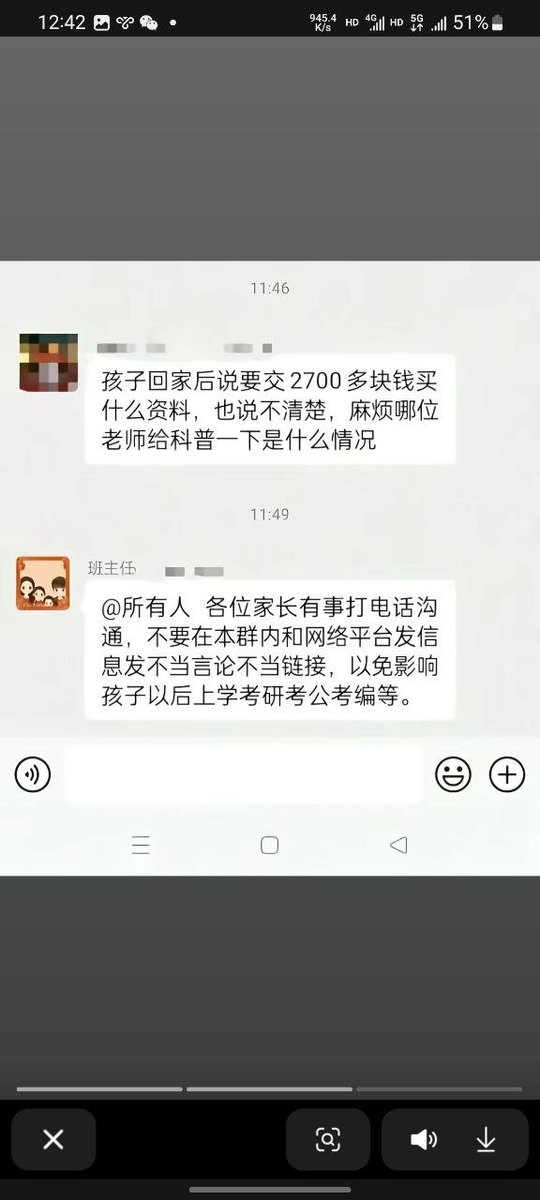 12:42
945.4
K/s
HD
4G
HD
5G
51%
11:46
孩子回家后说要交2700多块钱买
什么资料，也说不清楚，麻烦哪位
老师给科普一下是什么情况
11:49
班主任
@所有人 各位家长有事打电话沟
通，不要在本群内和网络平台发信
息发不当言论不当链接，以免影响
孩子以后上学考研考公考编等。